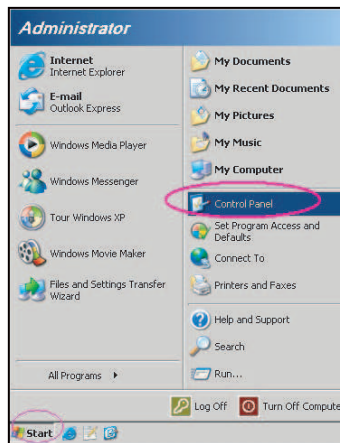 Administrator
Internet
Internet Explorer
E-mail
Outlook Express
Windows Media Player
Windows Messenger
Tour Windows XP
Windows Movie Maker
Files and Settings Transfer
Wizard
All Programs
My Documents
My Recent Documents
My Pictures
My Music
My Computer
Control Panel
Set Program Access and
Defaults
Connect To
Printers and Faxes
Help and Support
Search
Run...
Log Off
Turn Off Compute
Start